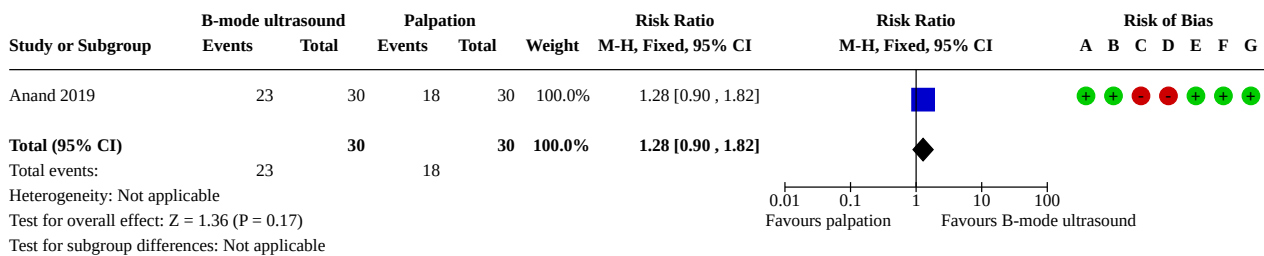 B-mode ultrasound Palpation Risk Ratio Risk Ratio Risk of Bias
Study or Subgroup Events Total Events Total Weight M-H, Fixed, 95% CI M-H, Fixed, 95% CI A B C D E F G
Anand 2019 23 30 18 30 100.0% 1.28 [0.90 , 1.82] + + - - + + +
Total (95% CI) 30 30 100.0% 1.28 [0.90 , 1.82]
Total events: 23 18
Heterogeneity: Not applicable 0.01 0.1 1 10 100
Test for overall effect: Z = 1.36 (P = 0.17) Favours palpation Favours B-mode ultrasound
Test for subgroup differences: Not applicable